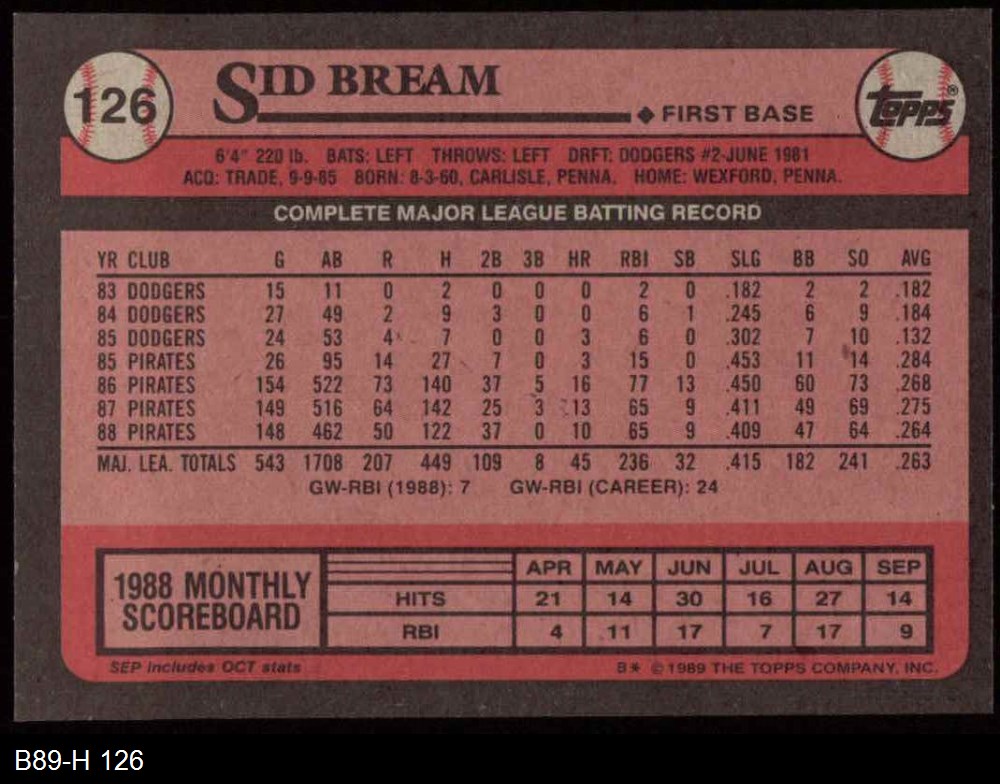 126
SID BREAM
◆ FIRST BASE
TOPPS®
6'4" 220 lb. BATS: LEFT THROWS: LEFT DRFT: DODGERS #2-JUNE 1981
ACQ: TRADE, 9-9-85 BORN: 8-3-60, CARLISLE, PENNA. HOME: WEXFORD, PENNA.
COMPLETE MAJOR LEAGUE BATTING RECORD
YR CLUB G AB R H 2B 3B HR RBI SB SLG BB SO AVG
83 DODGERS 15 11 0 2 0 0 0 2 0 .182 2 2 .182
84 DODGERS 27 49 2 9 3 0 0 6 1 .245 6 9 .184
85 DODGERS 24 53 4 7 0 0 3 6 0 .302 7 10 .132
85 PIRATES 26 95 14 27 7 0 3 15 0 .453 11 14 .284
86 PIRATES 154 522 73 140 37 5 16 77 13 .450 60 73 .268
87 PIRATES 149 516 64 142 25 3 13 65 9 .411 49 69 .275
88 PIRATES 148 462 50 122 37 0 10 65 9 .409 47 64 .264
MAJ. LEA. TOTALS 543 1708 207 449 109 8 45 236 32 .415 182 241 .263
GW-RBI (1988): 7 GW-RBI (CAREER): 24
1988 MONTHLY
SCOREBOARD
APR MAY JUN JUL AUG SEP
HITS 21 14 30 16 27 14
RBI 4 11 17 7 17 9
SEP includes OCT stats
B* © 1989 THE TOPPS COMPANY, INC.
B89-H 126